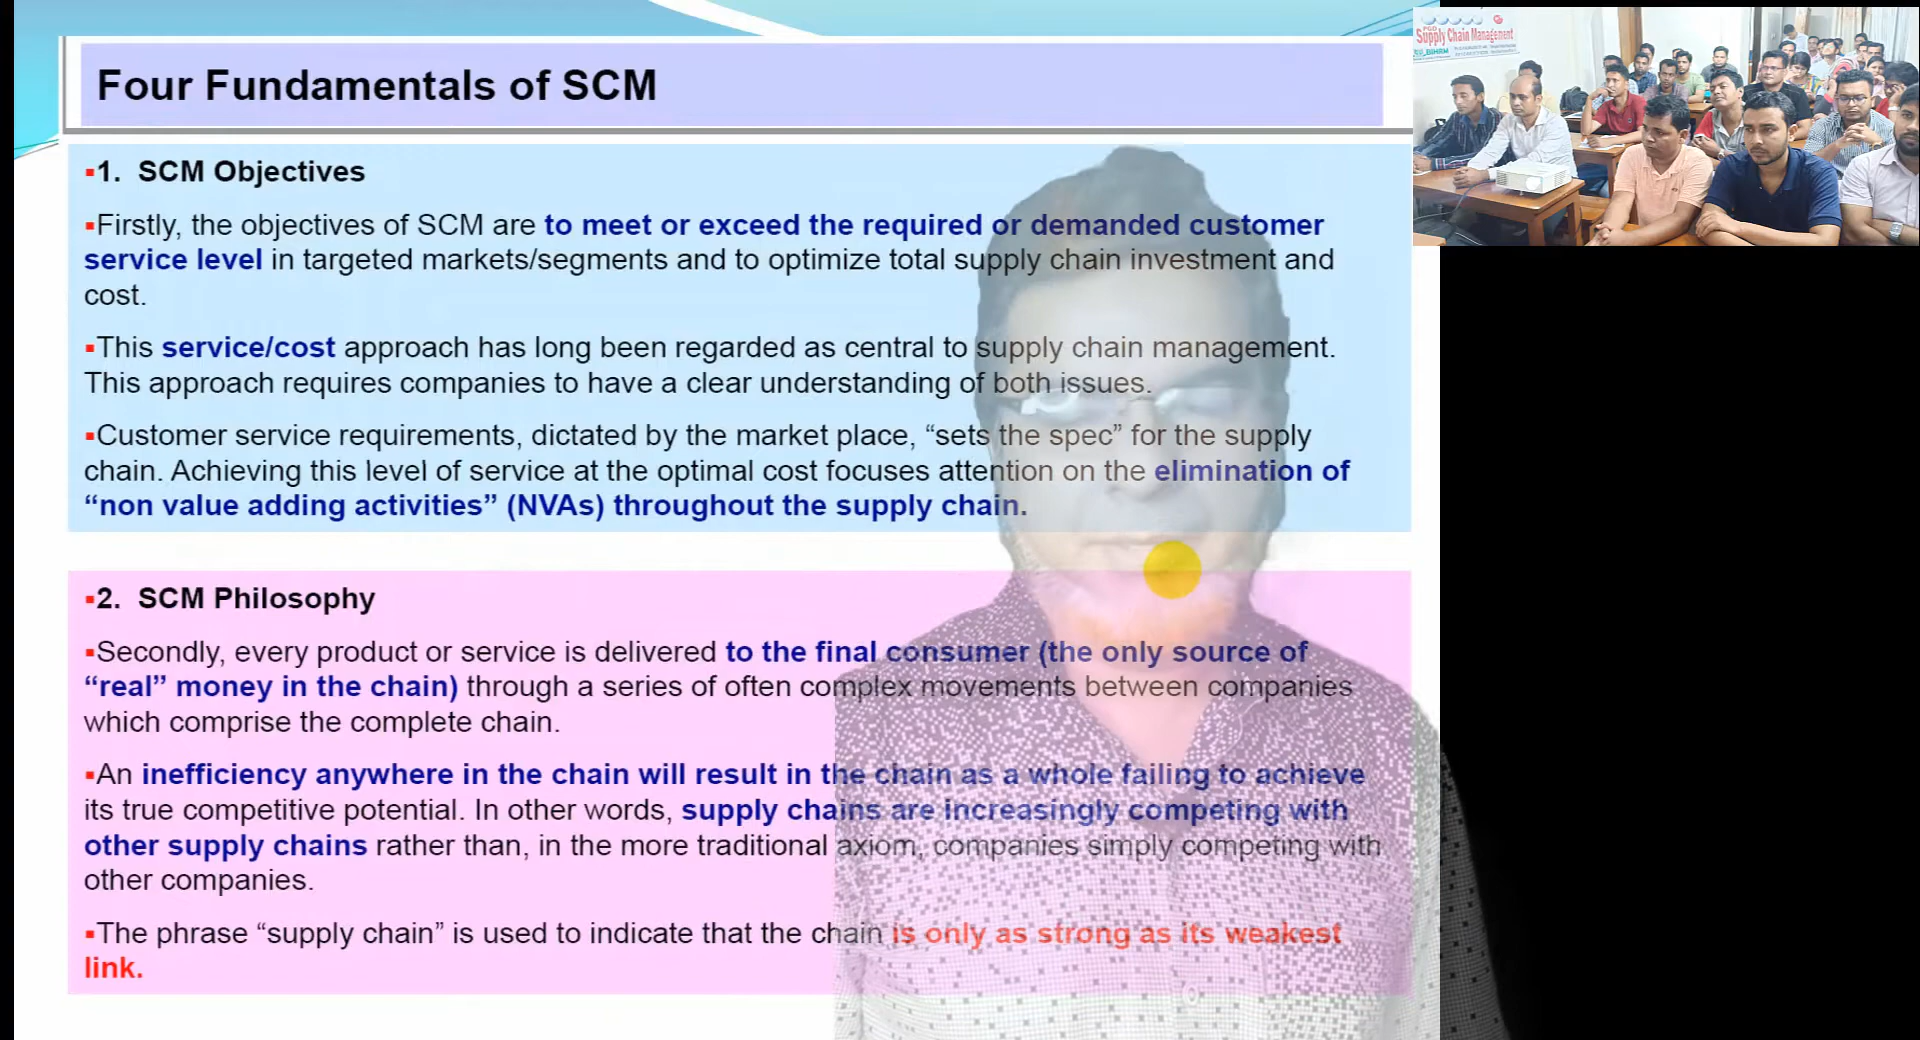 Four Fundamentals of SCM
1. SCM Objectives
Firstly, the objectives of SCM are to meet or exceed the required or demanded customer
service level in targeted markets/segments and to optimize total supply chain investment and
cost.
This service/cost approach has long been regarded as central to supply chain management.
This approach requires companies to have a clear understanding of both issues.
Customer service requirements, dictated by the market place, “sets the spec” for the supply
chain. Achieving this level of service at the optimal cost focuses attention on the elimination of
“non value adding activities” (NVAs) throughout the supply chain.
2. SCM Philosophy
Secondly, every product or service is delivered to the final consumer (the only source of
“real” money in the chain) through a series of often complex movements between companies
which comprise the complete chain.
An inefficiency anywhere in the chain will result in the chain as a whole failing to achieve
its true competitive potential. In other words, supply chains are increasingly competing with
other supply chains rather than, in the more traditional axiom, companies simply competing with
other companies.
The phrase “supply chain” is used to indicate that the chain is only as strong as its weakest
link.
PGD
Supply Chain Management